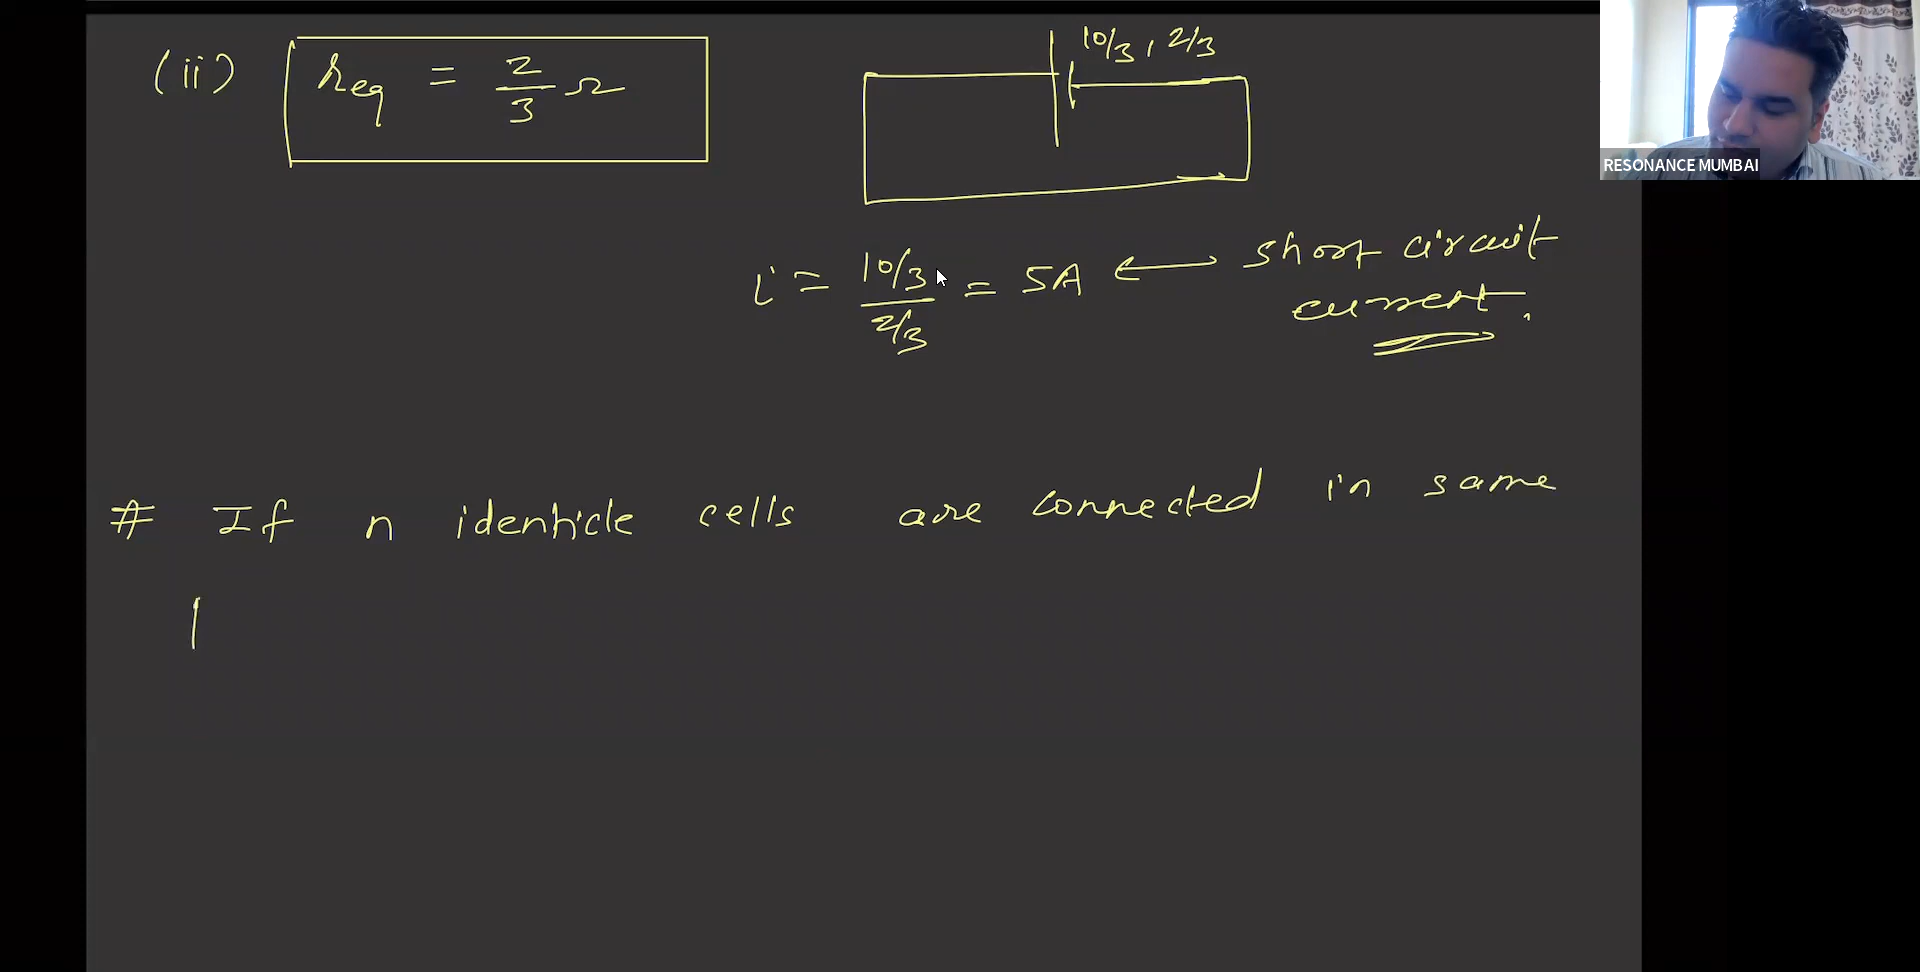 (ii) req = 2/3 Ω
10/3, 2/3
RESONANCE MUMBAI
i = 10/3 / 2/3 = 5A ← short circuit
current.
# If n identicle cells are connected in same